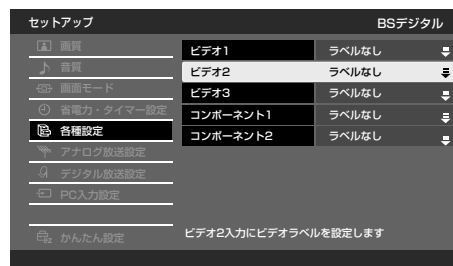 セットアップ BSデジタル
画質
音質
画面モード
省電力・タイマー設定
各種設定
アナログ放送設定
デジタル放送設定
PC入力設定
かんたん設定
ビデオ1 ラベルなし
ビデオ2 ラベルなし
ビデオ3 ラベルなし
コンポーネント1 ラベルなし
コンポーネント2 ラベルなし
ビデオ2入力にビデオラベルを設定します